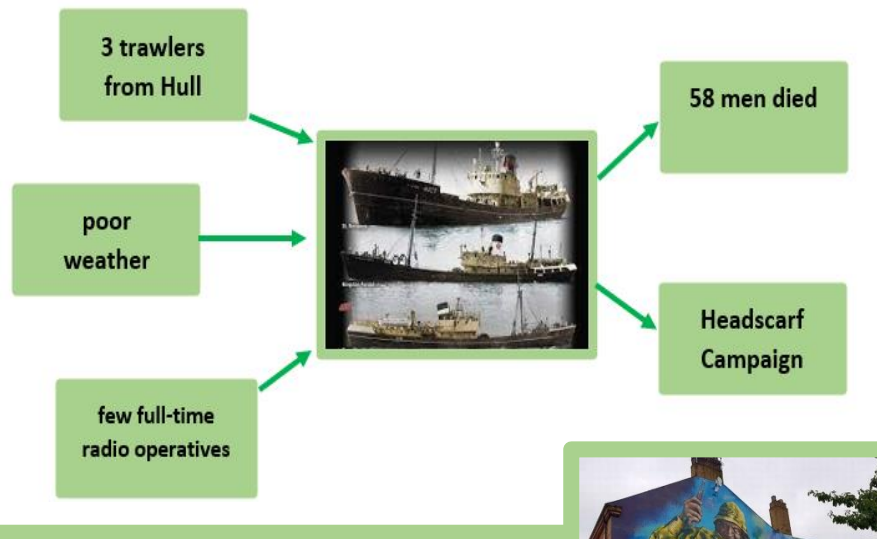 3 trawlers
from Hull
poor
weather
few full-time
radio operatives
58 men died
Headscarf
Campaign